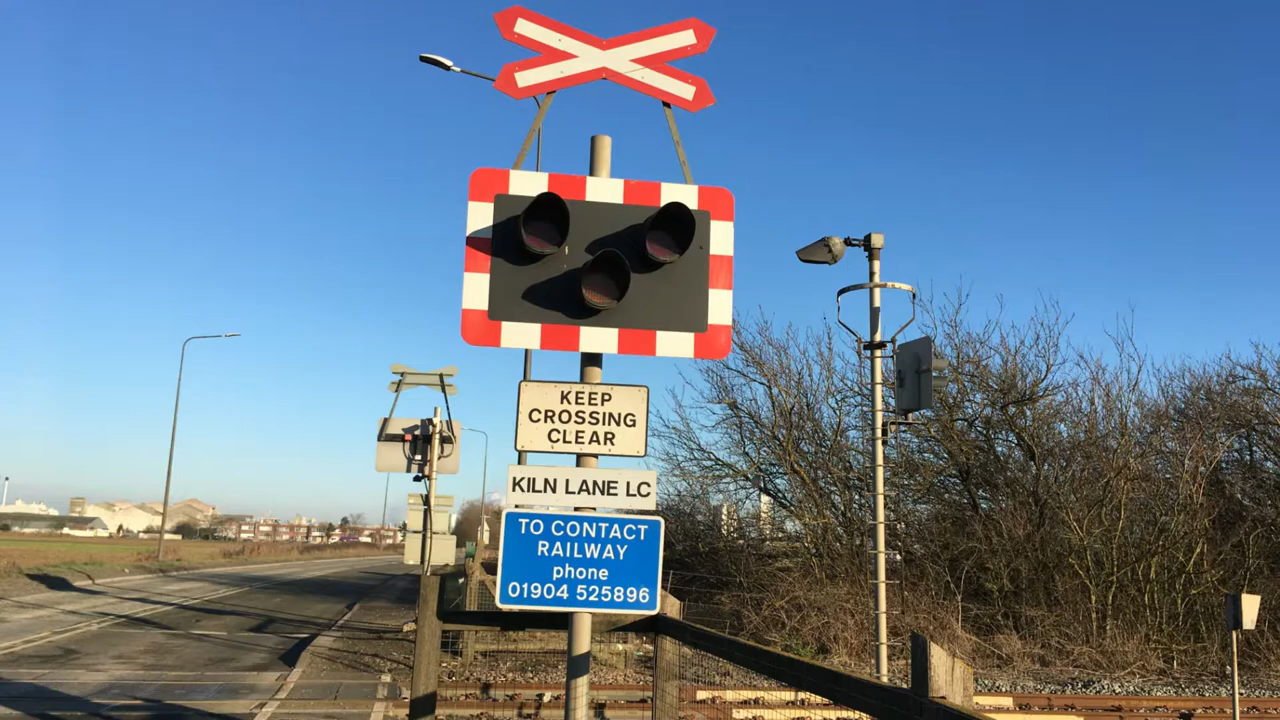 KEEP
CROSSING
CLEAR
KILN LANE LC
TO CONTACT
RAILWAY
phone
01904 525896